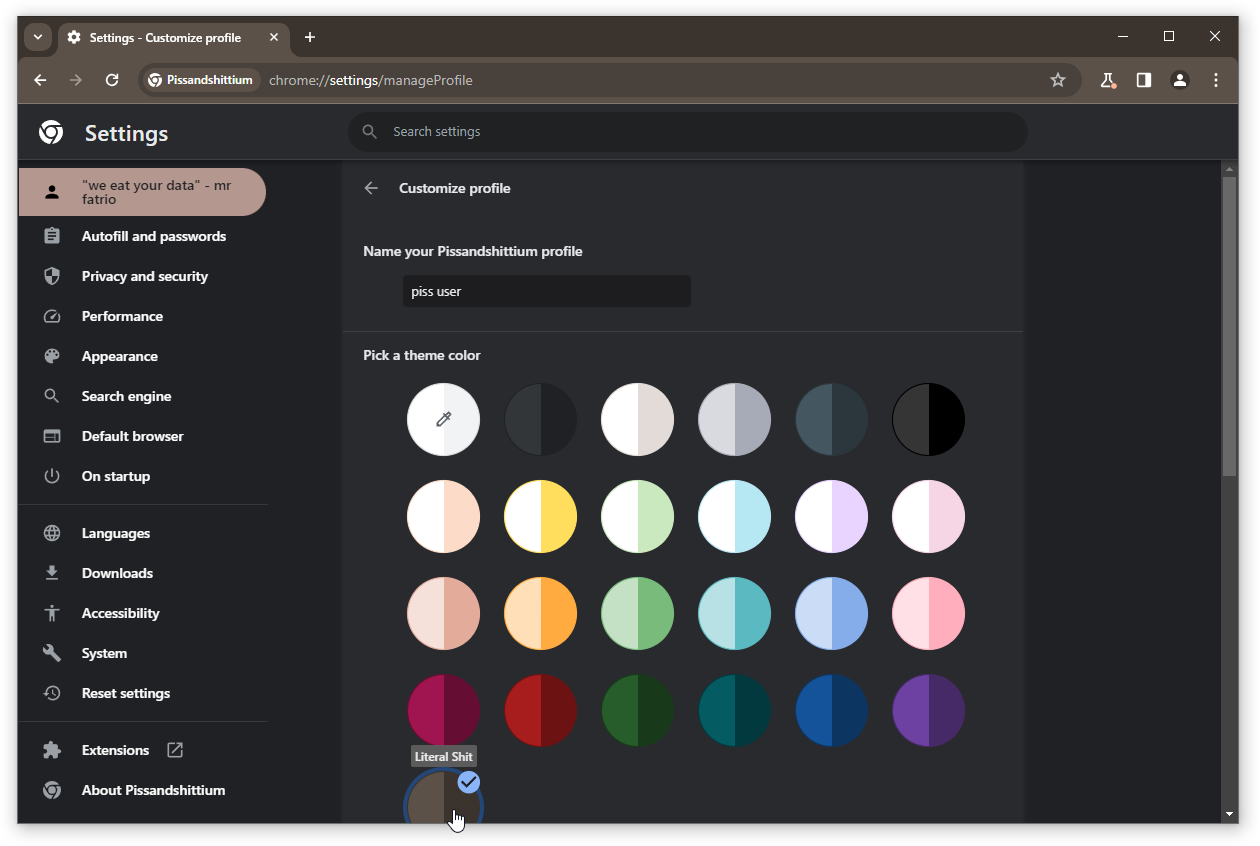 Settings - Customize profile
Pissandshittium
chrome://settings/manageProfile
Settings
Search settings
"we eat your data" - mr
fatrio
Autofill and passwords
Privacy and security
Performance
Appearance
Search engine
Default browser
On startup
Languages
Downloads
Accessibility
System
Reset settings
Extensions
About Pissandshittium
Customize profile
Name your Pissandshittium profile
piss user
Pick a theme color
Literal Shit